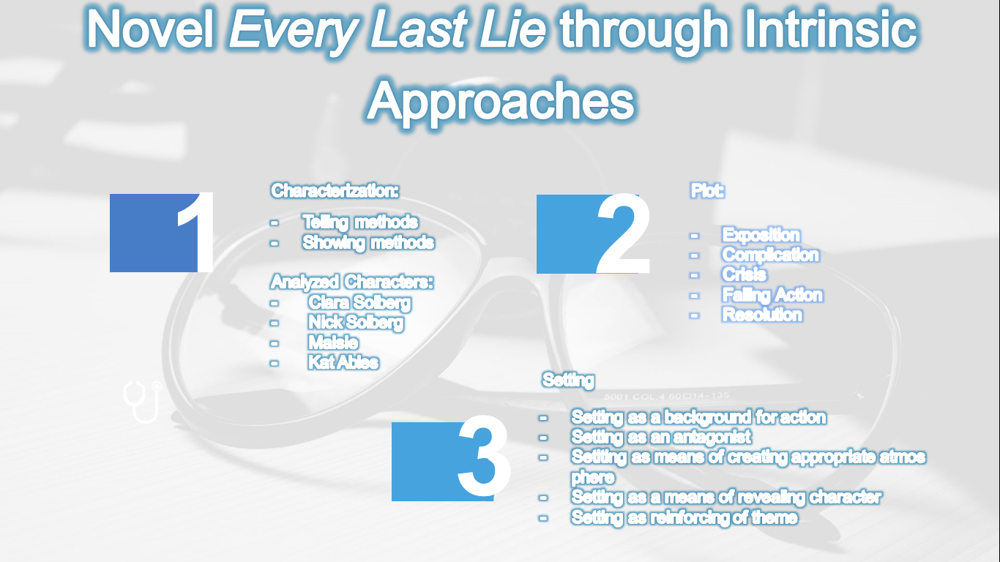 Novel Every Last Lie through Intrinsic
Approaches
1
Characterization:
- Telling methods
- Showing methods
Analyzed Characters:
- Clara Solberg
- Nick Solberg
- Maisie
- Kat Ables
2
Plot:
- Exposition
- Complication
- Crisis
- Falling Action
- Resolution
3
Setting
- Setting as a background for action
- Setting as an antagonist
- Setitng as means of creating appropriate atmos
phere
- Setting as a means of revealing character
- Setting as reinforcing of theme
5001 COL.4 60□14-135